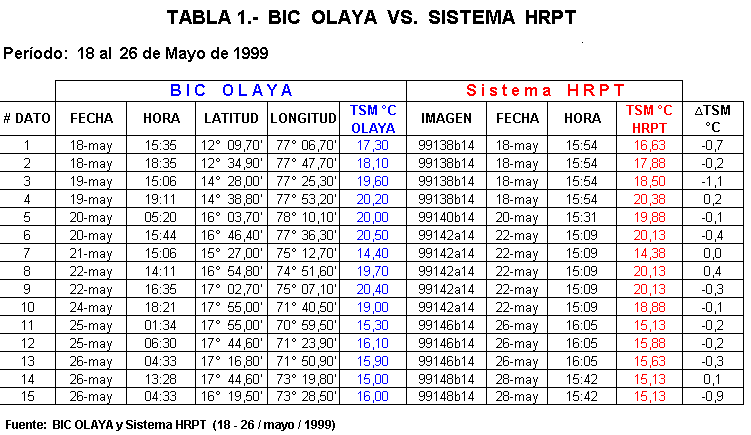 TABLA 1.- BIC OLAYA VS. SISTEMA HRPT
Período: 18 al 26 de Mayo de 1999
BIC OLAYA Sistema HRPT
# DATO FECHA HORA LATITUD LONGITUD TSM °C OLAYA IMAGEN FECHA HORA TSM °C HRPT ΔTSM °C
1 18-may 15:35 12° 09,70' 77° 06,70' 17,30 99138b14 18-may 15:54 16,63 -0,7
2 18-may 18:35 12° 34,90' 77° 47,70' 18,10 99138b14 18-may 15:54 17,88 -0,2
3 19-may 15:06 14° 28,00' 77° 25,30' 19,60 99138b14 18-may 15:54 18,50 -1,1
4 19-may 19:11 14° 38,80' 77° 53,20' 20,20 99138b14 18-may 15:54 20,38 0,2
5 20-may 05:20 16° 03,70' 78° 10,10' 20,00 99140b14 20-may 15:31 19,88 -0,1
6 20-may 15:44 16° 46,40' 77° 36,30' 20,50 99142a14 22-may 15:09 20,13 -0,4
7 21-may 15:06 15° 27,00' 75° 12,70' 14,40 99142a14 22-may 15:09 14,38 0,0
8 22-may 14:11 16° 54,80' 74° 51,60' 19,70 99142a14 22-may 15:09 20,13 0,4
9 22-may 16:35 17° 02,70' 75° 07,10' 20,40 99142a14 22-may 15:09 20,13 -0,3
10 24-may 18:21 17° 55,00' 71° 40,50' 19,00 99142a14 22-may 15:09 18,88 -0,1
11 25-may 01:34 17° 55,00' 70° 59,50' 15,30 99146b14 26-may 16:05 15,13 -0,2
12 25-may 06:30 17° 44,60' 71° 23,90' 16,10 99146b14 26-may 16:05 15,88 -0,2
13 26-may 04:33 17° 16,80' 71° 50,90' 15,90 99146b14 26-may 16:05 15,63 -0,3
14 26-may 13:28 17° 44,60' 73° 19,80' 15,00 99148b14 28-may 15:42 15,13 0,1
15 26-may 04:33 16° 19,50' 73° 28,50' 16,00 99148b14 28-may 15:42 15,13 -0,9
Fuente: BIC OLAYA y Sistema HRPT (18 - 26 / mayo / 1999)